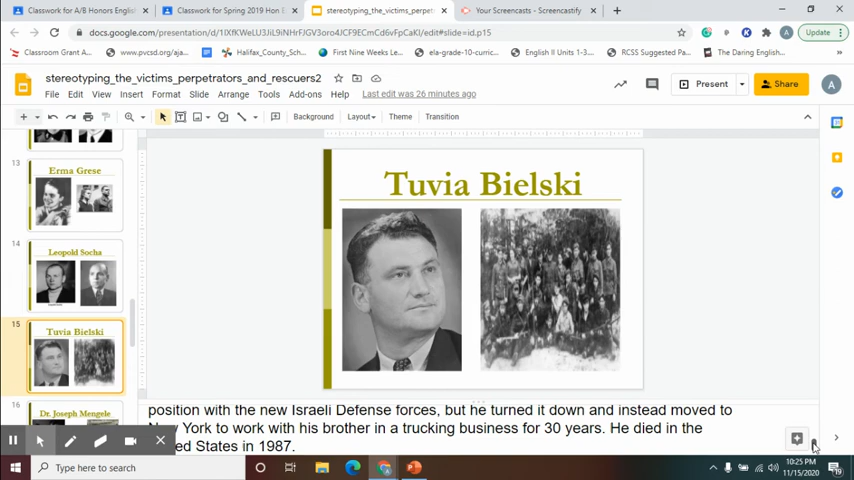 Classwork for A/B Honors English
Classwork for Spring 2019 Hon E
stereotyping_the_victims_perpet
Your Screencasts - Screencastify
docs.google.com/presentation/d/1IXfKWeLU3JiL9iNHrFJGV3oro4JCF9ECmCd6vFpCaKI/edit#slide=id.p15
Update
Classroom Grant A...
www.pvcsd.org/aja...
Halifax_County_Sch...
First Nine Weeks Le...
ela-grade-10-curric...
English II Units 1-3...
RCSS Suggested Pa...
The Daring English...
stereotyping_the_victims_perpetrators_and_rescuers2
File Edit View Insert Format Slide Arrange Tools Add-ons Help Last edit was 26 minutes ago
Present
Share
A
Background Layout Theme Transition
13
Erma Grese
14
Leopold Socha
15
Tuvia Bielski
16
Dr. Joseph Mengele
Tuvia Bielski
position with the new Israeli Defense forces, but he turned it down and instead moved to
York to work with his brother in a trucking business for 30 years. He died in the
States in 1987.
Type here to search
10:25 PM
11/15/2020
19